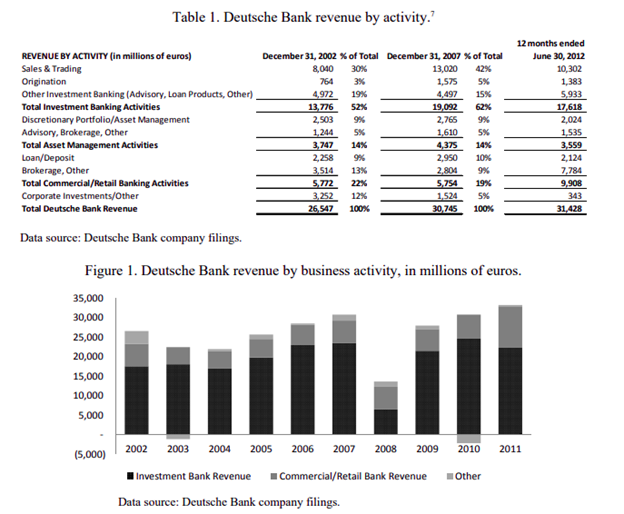 Table 1. Deutsche Bank revenue by activity.7
12 months ended
REVENUE BY ACTIVITY (in millions of euros) December 31, 2002 % of Total December 31, 2007 % of Total June 30, 2012
Sales & Trading 8,040 30% 13,020 42% 10,302
Origination 764 3% 1,575 5% 1,383
Other Investment Banking (Advisory, Loan Products, Other) 4,972 19% 4,497 15% 5,933
Total Investment Banking Activities 13,776 52% 19,092 62% 17,618
Discretionary Portfolio/Asset Management 2,503 9% 2,765 9% 2,024
Advisory, Brokerage, Other 1,244 5% 1,610 5% 1,535
Total Asset Management Activities 3,747 14% 4,375 14% 3,559
Loan/Deposit 2,258 9% 2,950 10% 2,124
Brokerage, Other 3,514 13% 2,804 9% 7,784
Total Commercial/Retail Banking Activities 5,772 22% 5,754 19% 9,908
Corporate Investments/Other 3,252 12% 1,524 5% 343
Total Deutsche Bank Revenue 26,547 100% 30,745 100% 31,428
Data source: Deutsche Bank company filings.
Figure 1. Deutsche Bank revenue by business activity, in millions of euros.
35,000
30,000
25,000
20,000
15,000
10,000
5,000
-
(5,000)
2002 2003 2004 2005 2006 2007 2008 2009 2010 2011
Investment Bank Revenue Commercial/Retail Bank Revenue Other
Data source: Deutsche Bank company filings.